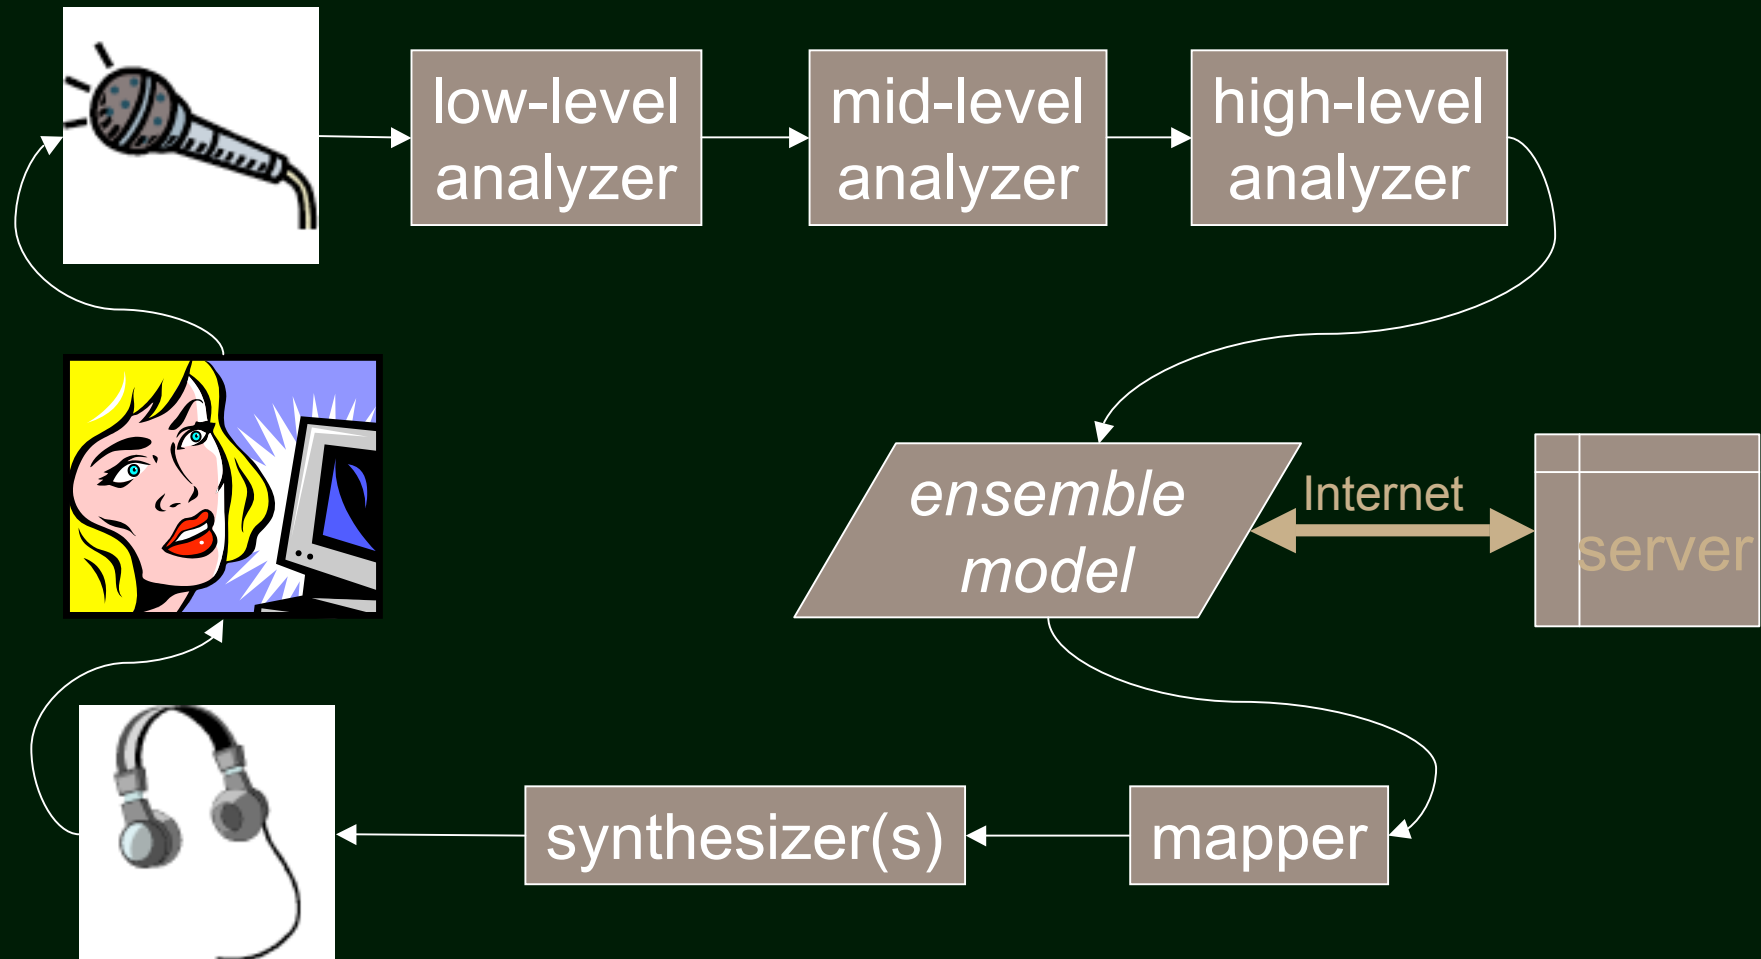 low-level
analyzer
mid-level
analyzer
high-level
analyzer
ensemble
model
Internet
server
synthesizer(s)
mapper